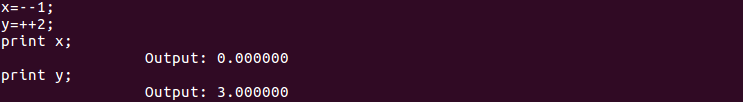 x=--1;
y=++2;
print x;
Output: 0.000000
print y;
Output: 3.000000